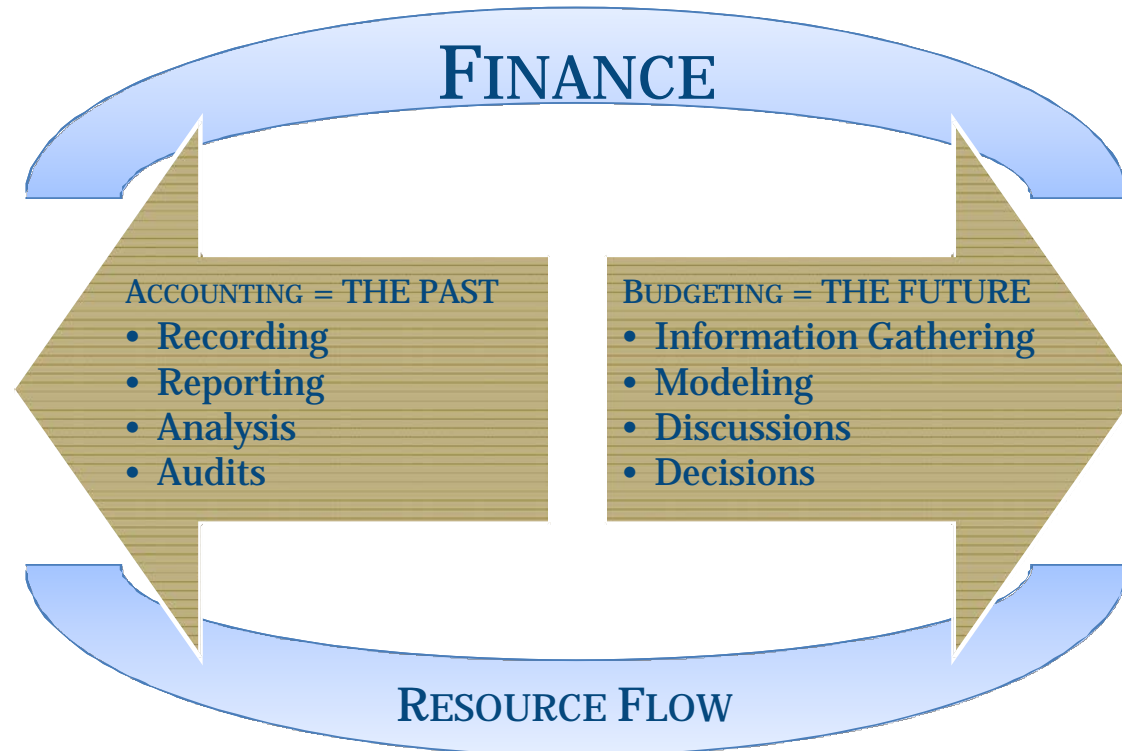 FINANCE
ACCOUNTING = THE PAST
• Recording
• Reporting
• Analysis
• Audits
BUDGETING = THE FUTURE
• Information Gathering
• Modeling
• Discussions
• Decisions
RESOURCE FLOW